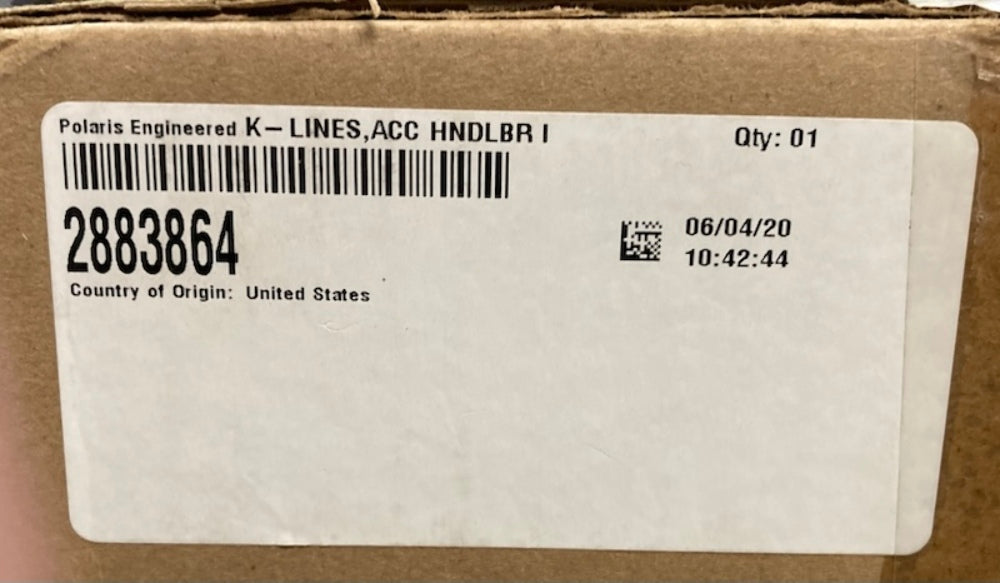 Polaris Engineered K- LINES,ACC HNDLBR I
Qty: 01
2883864
06/04/20
10:42:44
Country of Origin: United States